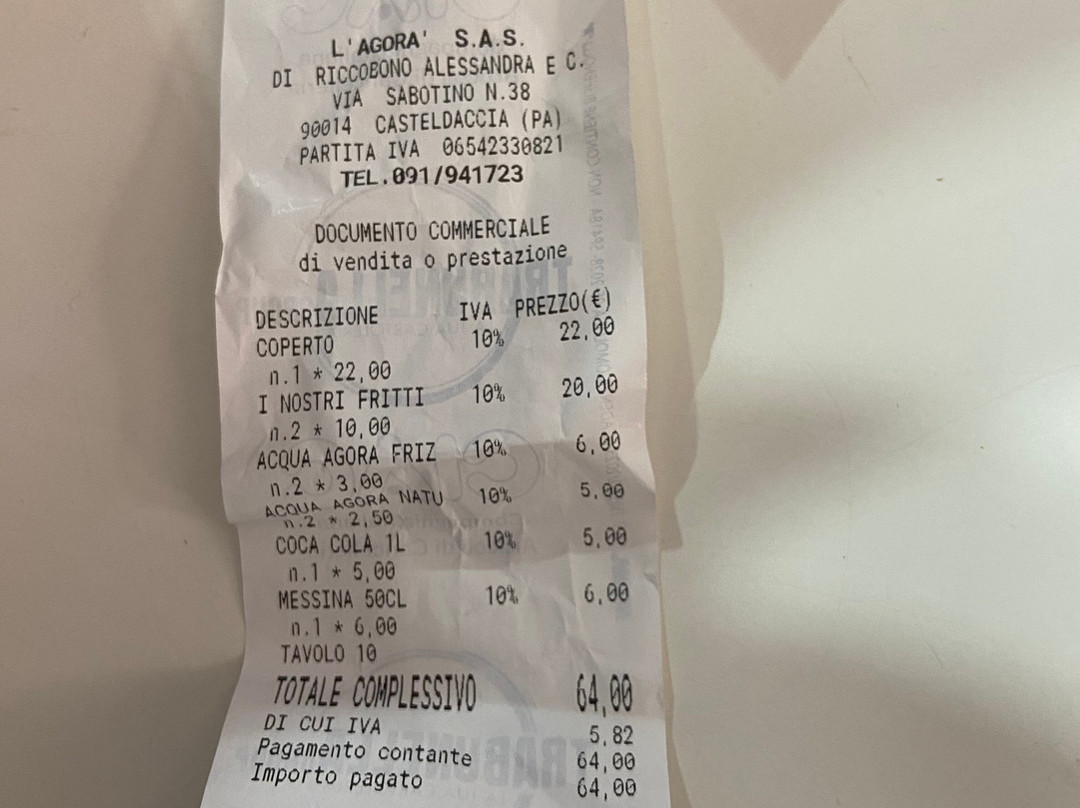 L'AGORA' S.A.S.
DI RICCOBONO ALESSANDRA E C.
VIA SABOTINO N.38
90014 CASTELDACCIA (PA)
PARTITA IVA 06542330821
TEL.091/941723
DOCUMENTO COMMERCIALE
di vendita o prestazione
DESCRIZIONE IVA PREZZO(€)
COPERTO 10% 22,00
n.1 * 22,00
I NOSTRI FRITTI 10% 20,00
n.2 * 10,00
ACQUA AGORA FRIZ 10% 6,00
n.2 * 3,00
ACQUA AGORA NATU 10% 5,00
n.2 * 2,50
COCA COLA 1L 10% 5,00
n.1 * 5,00
MESSINA 50CL 10% 6,00
n.1 * 6,00
TAVOLO 10
TOTALE COMPLESSIVO 64,00
DI CUI IVA 5,82
Pagamento contante 64,00
Importo pagato 64,00